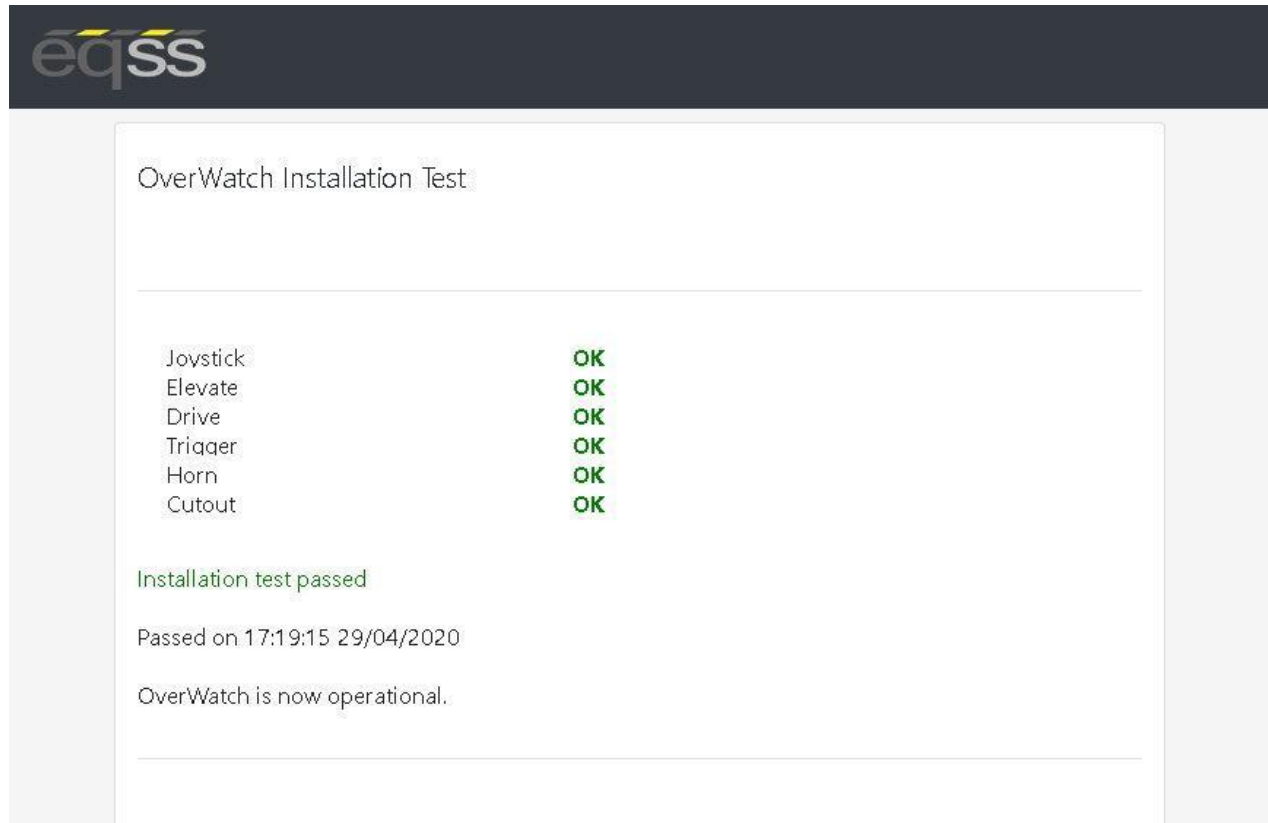 eqss
OverWatch Installation Test
Joystick OK
Elevate OK
Drive OK
Trigger OK
Horn OK
Cutout OK
Installation test passed
Passed on 17:19:15 29/04/2020
OverWatch is now operational.